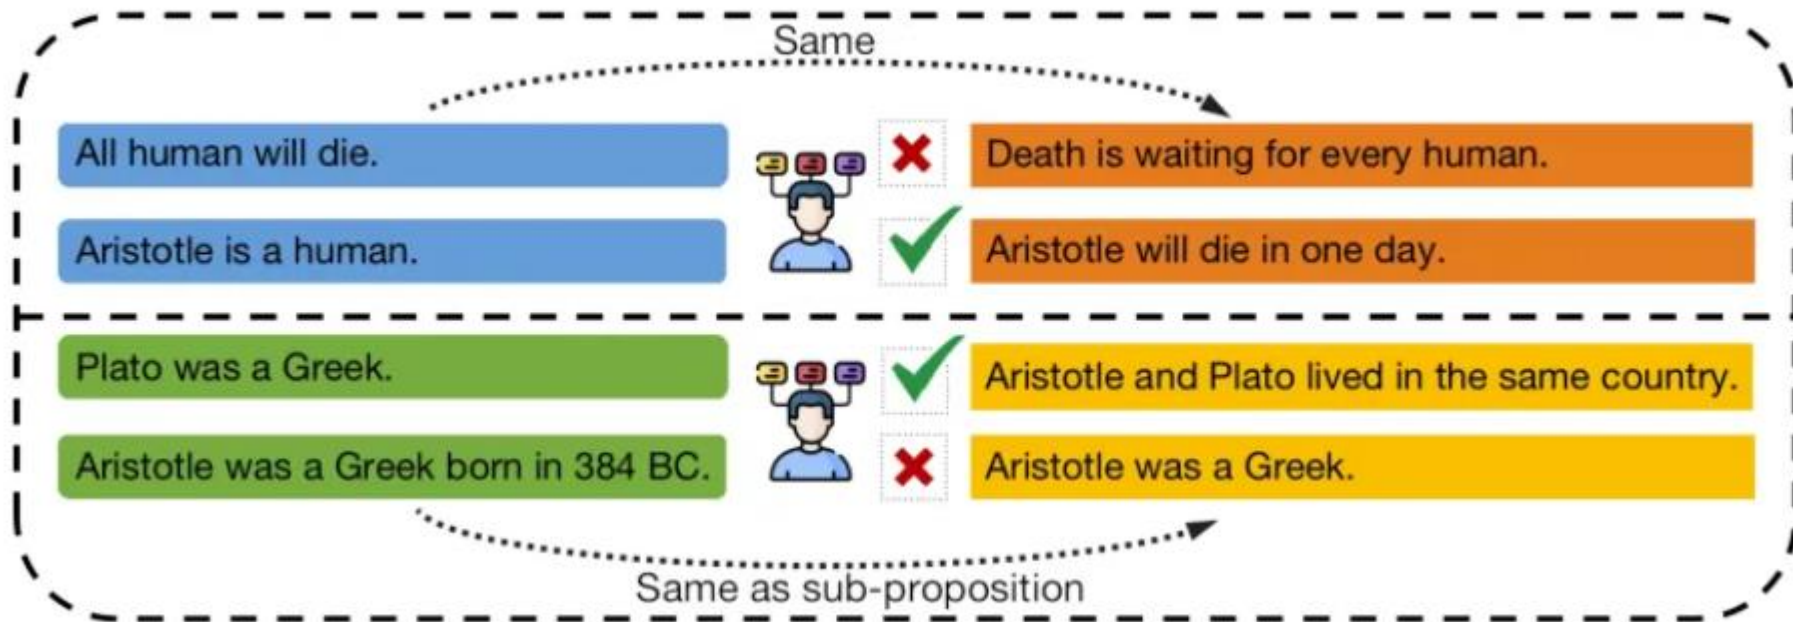 Same
All human will die.
Death is waiting for every human.
Aristotle is a human.
Aristotle will die in one day.
Plato was a Greek.
Aristotle and Plato lived in the same country.
Aristotle was a Greek born in 384 BC.
Aristotle was a Greek.
Same as sub-proposition